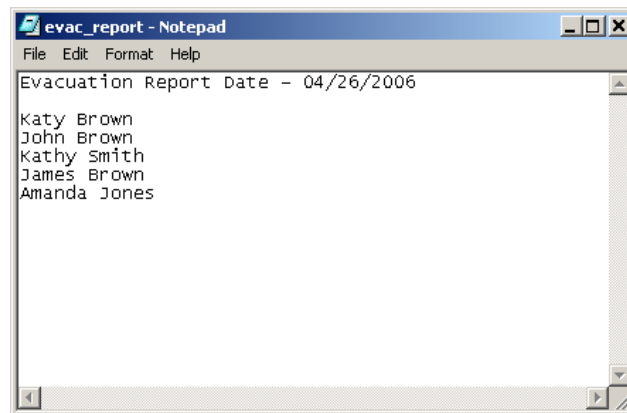 evac_report - Notepad
File Edit Format Help
Evacuation Report Date - 04/26/2006
Katy Brown
John Brown
Kathy Smith
James Brown
Amanda Jones